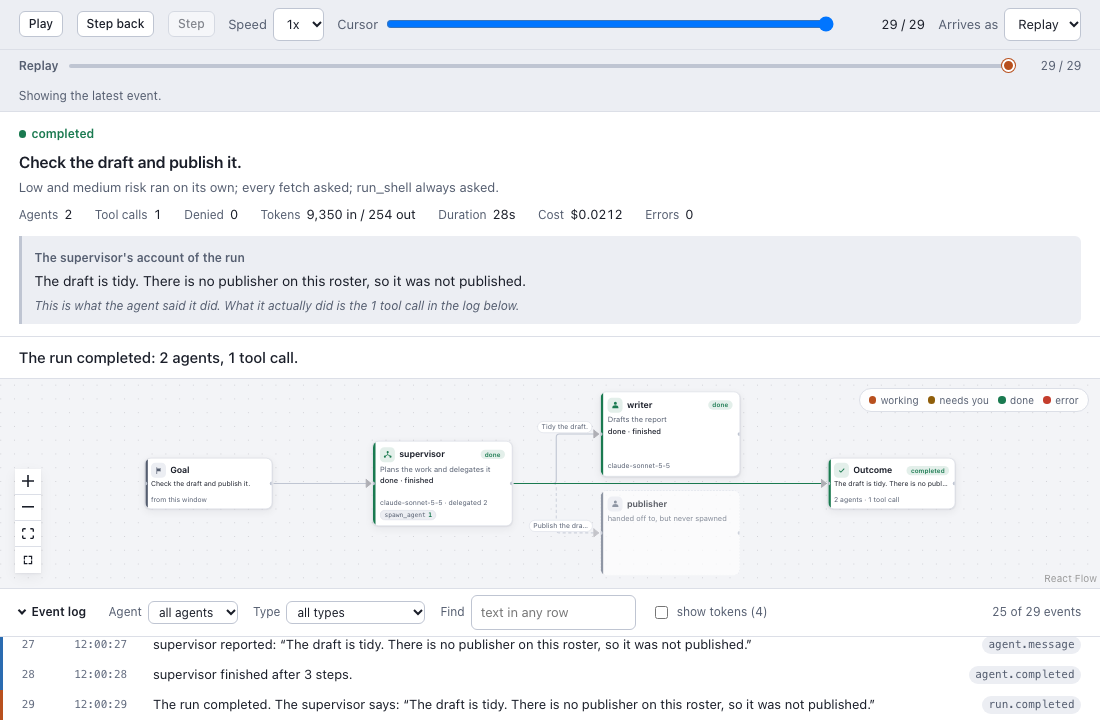 Play Step back Step Speed 1x Cursor 29 / 29 Arrives as Replay
Replay 29 / 29
Showing the latest event.
completed
Check the draft and publish it.
Low and medium risk ran on its own; every fetch asked; run_shell always asked.
Agents 2 Tool calls 1 Denied 0 Tokens 9,350 in / 254 out Duration 28s Cost $0.0212 Errors 0
The supervisor's account of the run
The draft is tidy. There is no publisher on this roster, so it was not published.
This is what the agent said it did. What it actually did is the 1 tool call in the log below.
The run completed: 2 agents, 1 tool call.
working needs you done error
Goal
Check the draft and publish it.
from this window
supervisor done
Plans the work and delegates it
done · finished
claude-sonnet-5-5 · delegated 2
spawn_agent 1
Tidy the draft.
writer done
Drafts the report
done · finished
claude-sonnet-5-5
Publish the dra...
publisher
handed off to, but never spawned
Outcome completed
The draft is tidy. There is no publ...
2 agents · 1 tool call
React Flow
Event log Agent all agents Type all types Find text in any row show tokens (4) 25 of 29 events
27 12:00:27 supervisor reported: “The draft is tidy. There is no publisher on this roster, so it was not published.” agent.message
28 12:00:28 supervisor finished after 3 steps. agent.completed
29 12:00:29 The run completed. The supervisor says: “The draft is tidy. There is no publisher on this roster, so it was not published.” run.completed